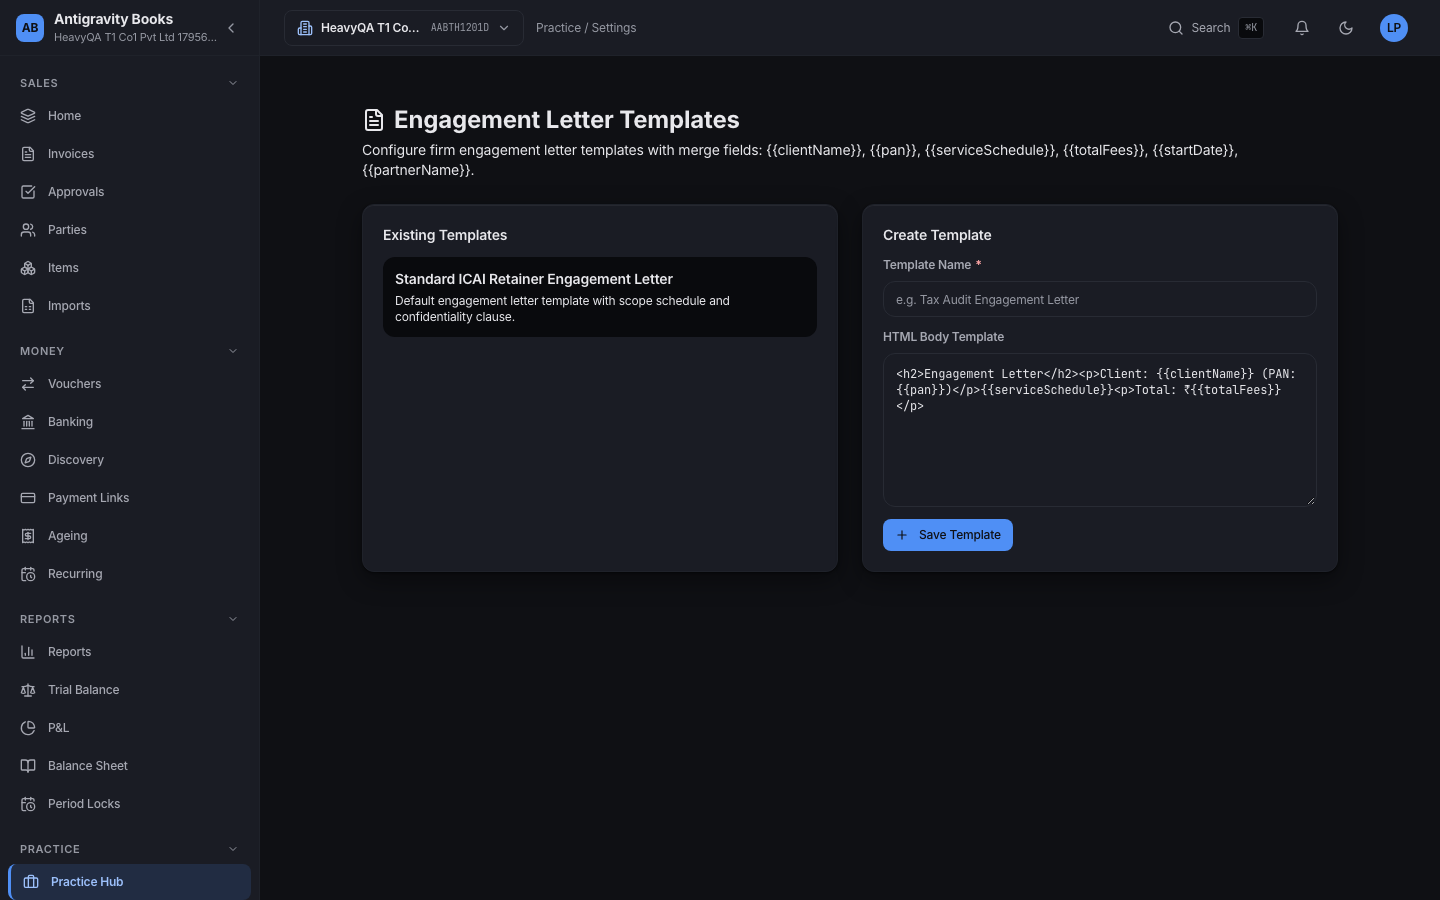 AB
Antigravity Books
HeavyQA T1 Co1 Pvt Ltd 17956...
HeavyQA T1 Co...
AABTH1201D
Practice / Settings
Search
⌘K
LP
SALES
Home
Invoices
Approvals
Parties
Items
Imports
MONEY
Vouchers
Banking
Discovery
Payment Links
Ageing
Recurring
REPORTS
Reports
Trial Balance
P&L
Balance Sheet
Period Locks
PRACTICE
Practice Hub
Engagement Letter Templates
Configure firm engagement letter templates with merge fields: {{clientName}}, {{pan}}, {{serviceSchedule}}, {{totalFees}}, {{startDate}},
{{partnerName}}.
Existing Templates
Standard ICAI Retainer Engagement Letter
Default engagement letter template with scope schedule and
confidentiality clause.
Create Template
Template Name *
e.g. Tax Audit Engagement Letter
HTML Body Template
<h2>Engagement Letter</h2><p>Client: {{clientName}} (PAN:
{{pan}})</p>{{serviceSchedule}}<p>Total: ₹{{totalFees}}
</p>
Save Template